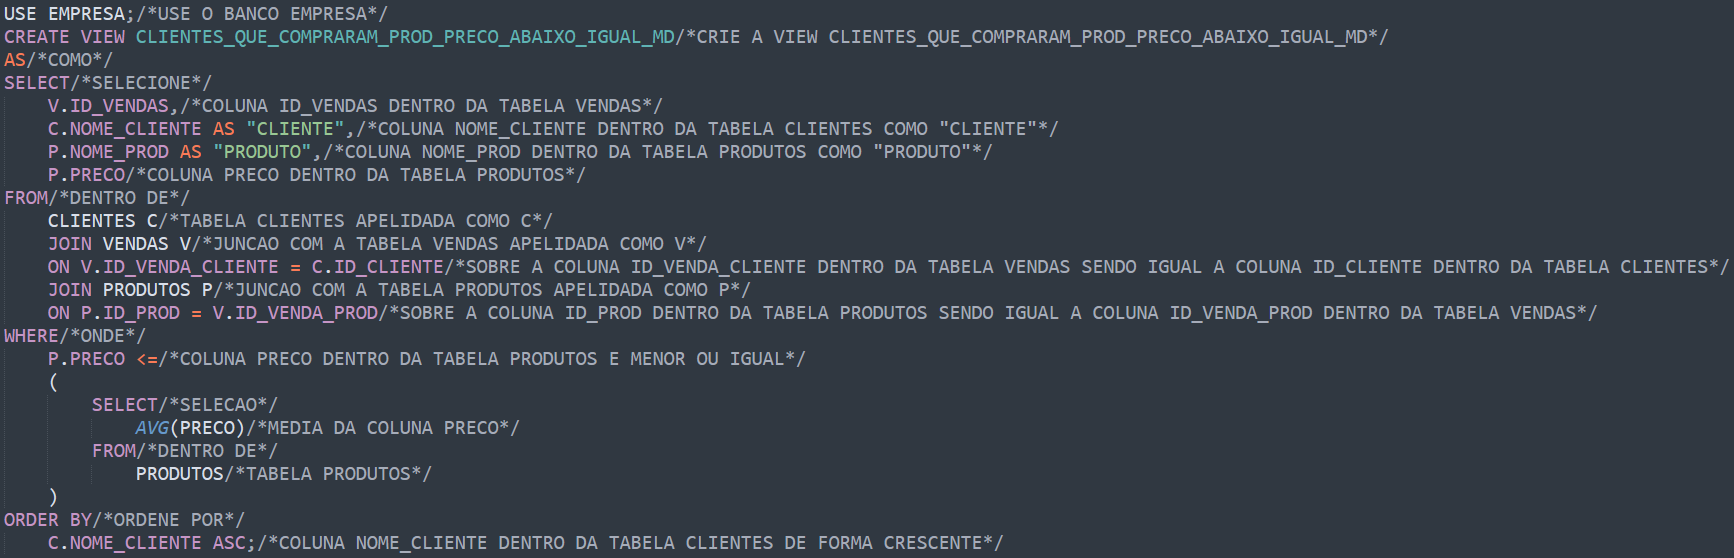 USE EMPRESA;/*USE O BANCO EMPRESA*/
CREATE VIEW CLIENTES_QUE_COMPRARAM_PROD_PRECO_ABAIXO_IGUAL_MD/*CRIE A VIEW CLIENTES_QUE_COMPRARAM_PROD_PRECO_ABAIXO_IGUAL_MD*/
AS/*COMO*/
SELECT/*SELECIONE*/
    V.ID_VENDAS,/*COLUNA ID_VENDAS DENTRO DA TABELA VENDAS*/
    C.NOME_CLIENTE AS "CLIENTE",/*COLUNA NOME_CLIENTE DENTRO DA TABELA CLIENTES COMO "CLIENTE"*/
    P.NOME_PROD AS "PRODUTO",/*COLUNA NOME_PROD DENTRO DA TABELA PRODUTOS COMO "PRODUTO"*/
    P.PRECO/*COLUNA PRECO DENTRO DA TABELA PRODUTOS*/
FROM/*DENTRO DE*/
    CLIENTES C/*TABELA CLIENTES APELIDADA COMO C*/
    JOIN VENDAS V/*JUNCAO COM A TABELA VENDAS APELIDADA COMO V*/
    ON V.ID_VENDA_CLIENTE = C.ID_CLIENTE/*SOBRE A COLUNA ID_VENDA_CLIENTE DENTRO DA TABELA VENDAS SENDO IGUAL A COLUNA ID_CLIENTE DENTRO DA TABELA CLIENTES*/
    JOIN PRODUTOS P/*JUNCAO COM A TABELA PRODUTOS APELIDADA COMO P*/
    ON P.ID_PROD = V.ID_VENDA_PROD/*SOBRE A COLUNA ID_PROD DENTRO DA TABELA PRODUTOS SENDO IGUAL A COLUNA ID_VENDA_PROD DENTRO DA TABELA VENDAS*/
WHERE/*ONDE*/
    P.PRECO <=/*COLUNA PRECO DENTRO DA TABELA PRODUTOS E MENOR OU IGUAL*/
    (
        SELECT/*SELECAO*/
            AVG(PRECO)/*MEDIA DA COLUNA PRECO*/
        FROM/*DENTRO DE*/
            PRODUTOS/*TABELA PRODUTOS*/
    )
ORDER BY/*ORDENE POR*/
    C.NOME_CLIENTE ASC;/*COLUNA NOME_CLIENTE DENTRO DA TABELA CLIENTES DE FORMA CRESCENTE*/